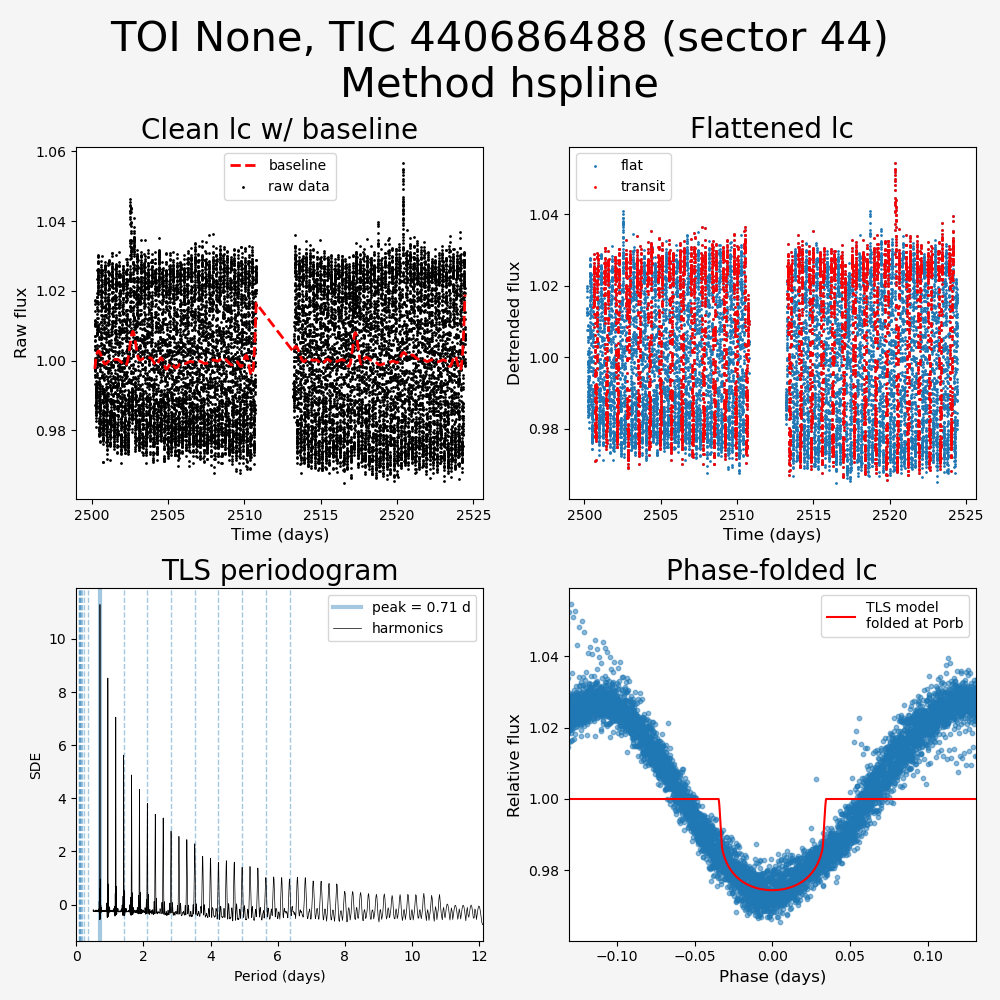 TOI None, TIC 440686488 (sector 44)
Method hspline
Clean lc w/ baseline
baseline
raw data
Raw flux
1.06
1.04
1.02
1.00
0.98
2500
2505
2510
2515
2520
2525
Time (days)
Flattened lc
flat
transit
Detrended flux
1.04
1.02
1.00
0.98
2500
2505
2510
2515
2520
2525
Time (days)
TLS periodogram
peak = 0.71 d
harmonics
SDE
10
8
6
4
2
0
0
2
4
6
8
10
12
Period (days)
Phase-folded lc
TLS model
folded at Porb
Relative flux
1.04
1.02
1.00
0.98
−0.10
−0.05
0.00
0.05
0.10
Phase (days)